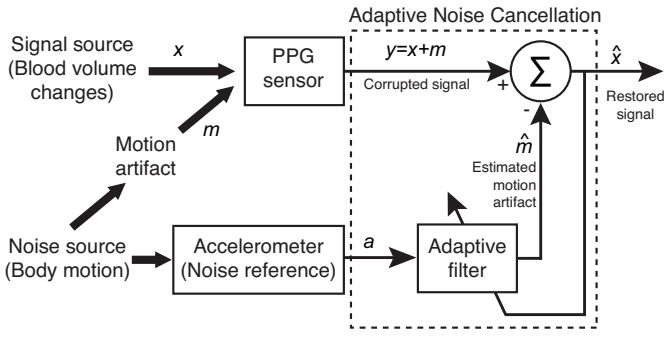 Adaptive Noise Cancellation
Signal source
(Blood volume
changes)
x
PPG
sensor
y=x+m
Corrupted signal
+
Σ
-
x̂
Restored
signal
m
Motion
artifact
m̂
Estimated
motion
artifact
Noise source
(Body motion)
Accelerometer
(Noise reference)
a
Adaptive
filter